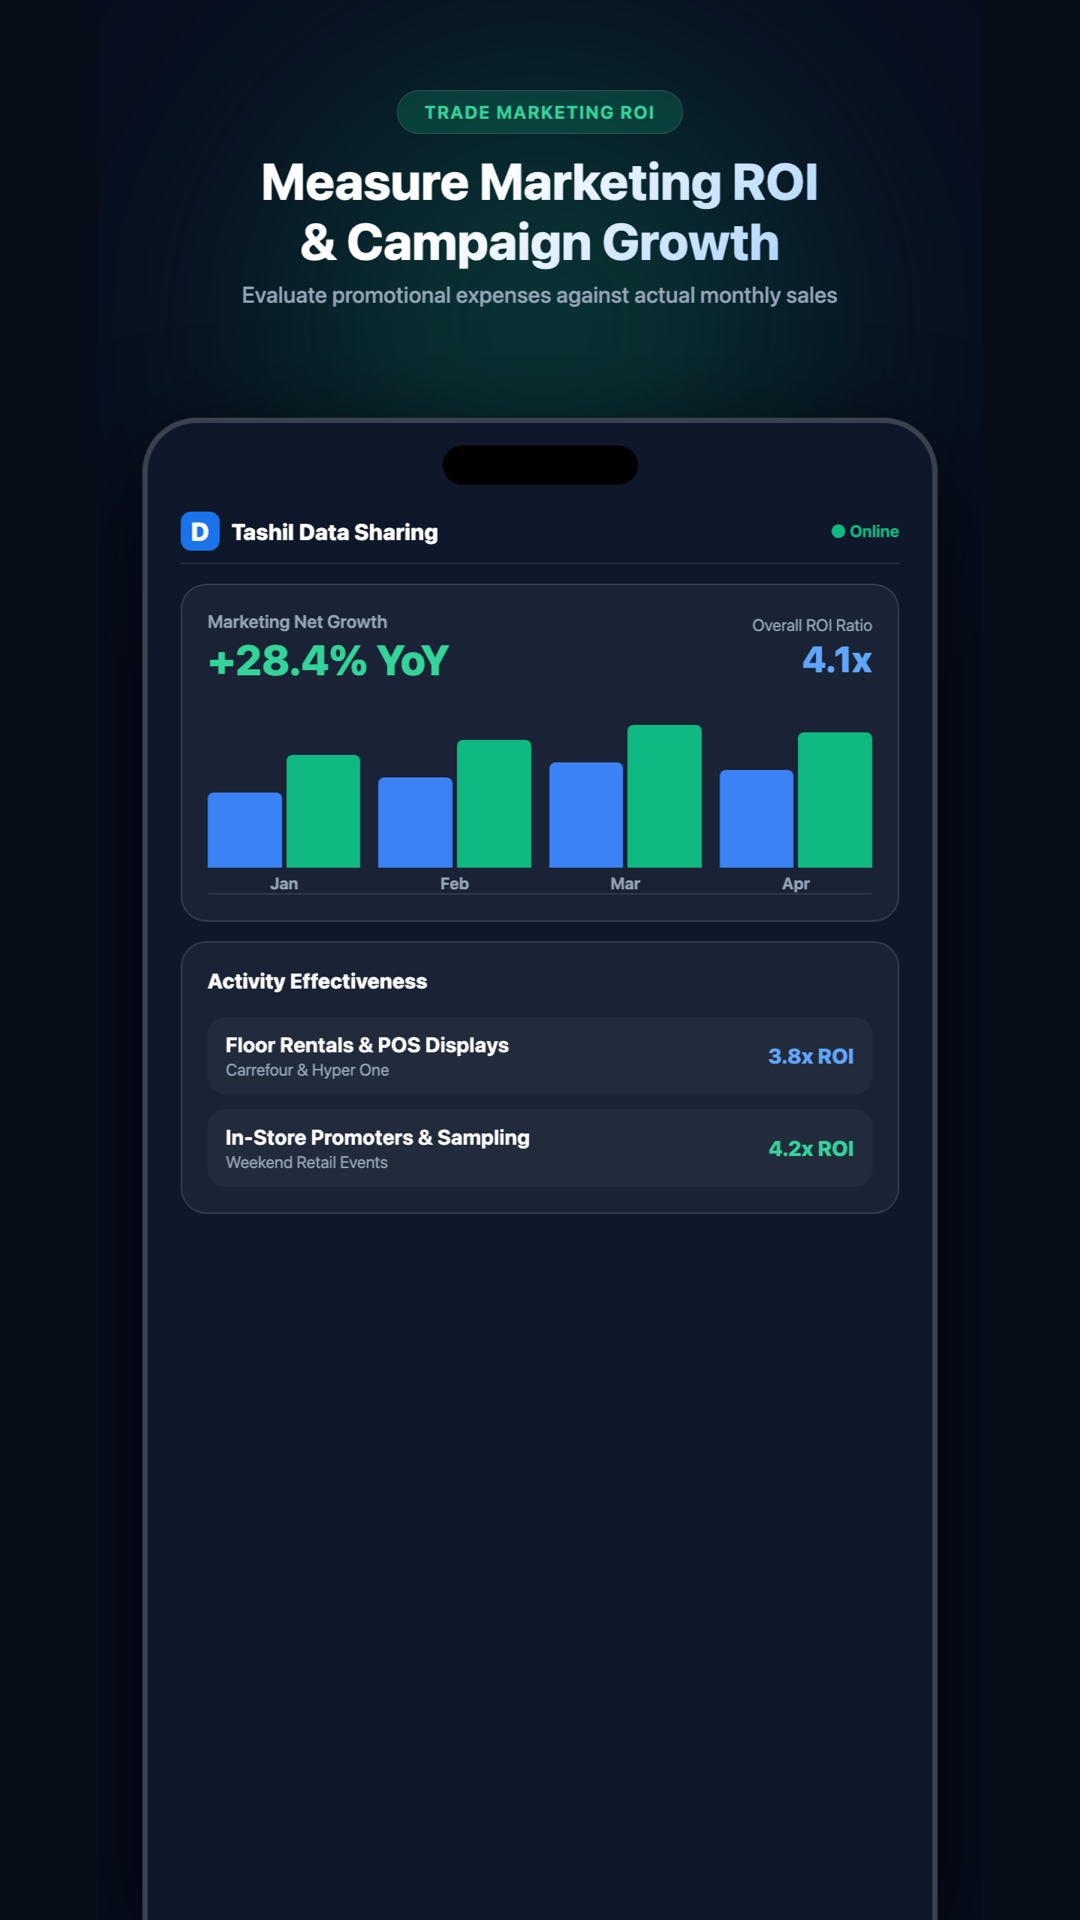 TRADE MARKETING ROI
Measure Marketing ROI
& Campaign Growth
Evaluate promotional expenses against actual monthly sales
D Tashil Data Sharing
Online
Marketing Net Growth
+28.4% YoY
Overall ROI Ratio
4.1x
Jan Feb Mar Apr
Activity Effectiveness
Floor Rentals & POS Displays
Carrefour & Hyper One
3.8x ROI
In-Store Promoters & Sampling
Weekend Retail Events
4.2x ROI